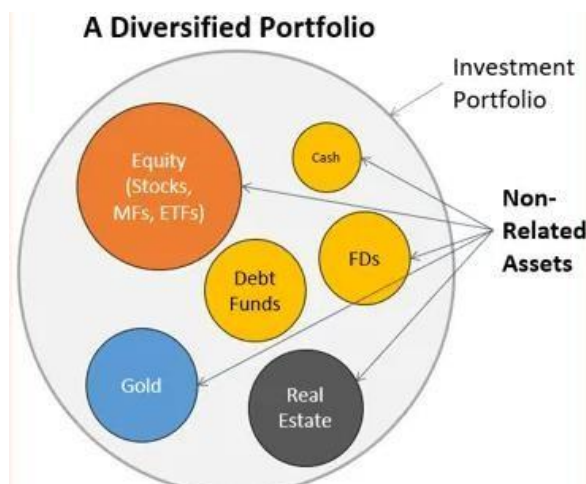 A Diversified Portfolio
Investment
Portfolio
Equity
(Stocks,
MFs, ETFs)
Cash
Non-
Related
Assets
FDs
Debt
Funds
Gold
Real
Estate